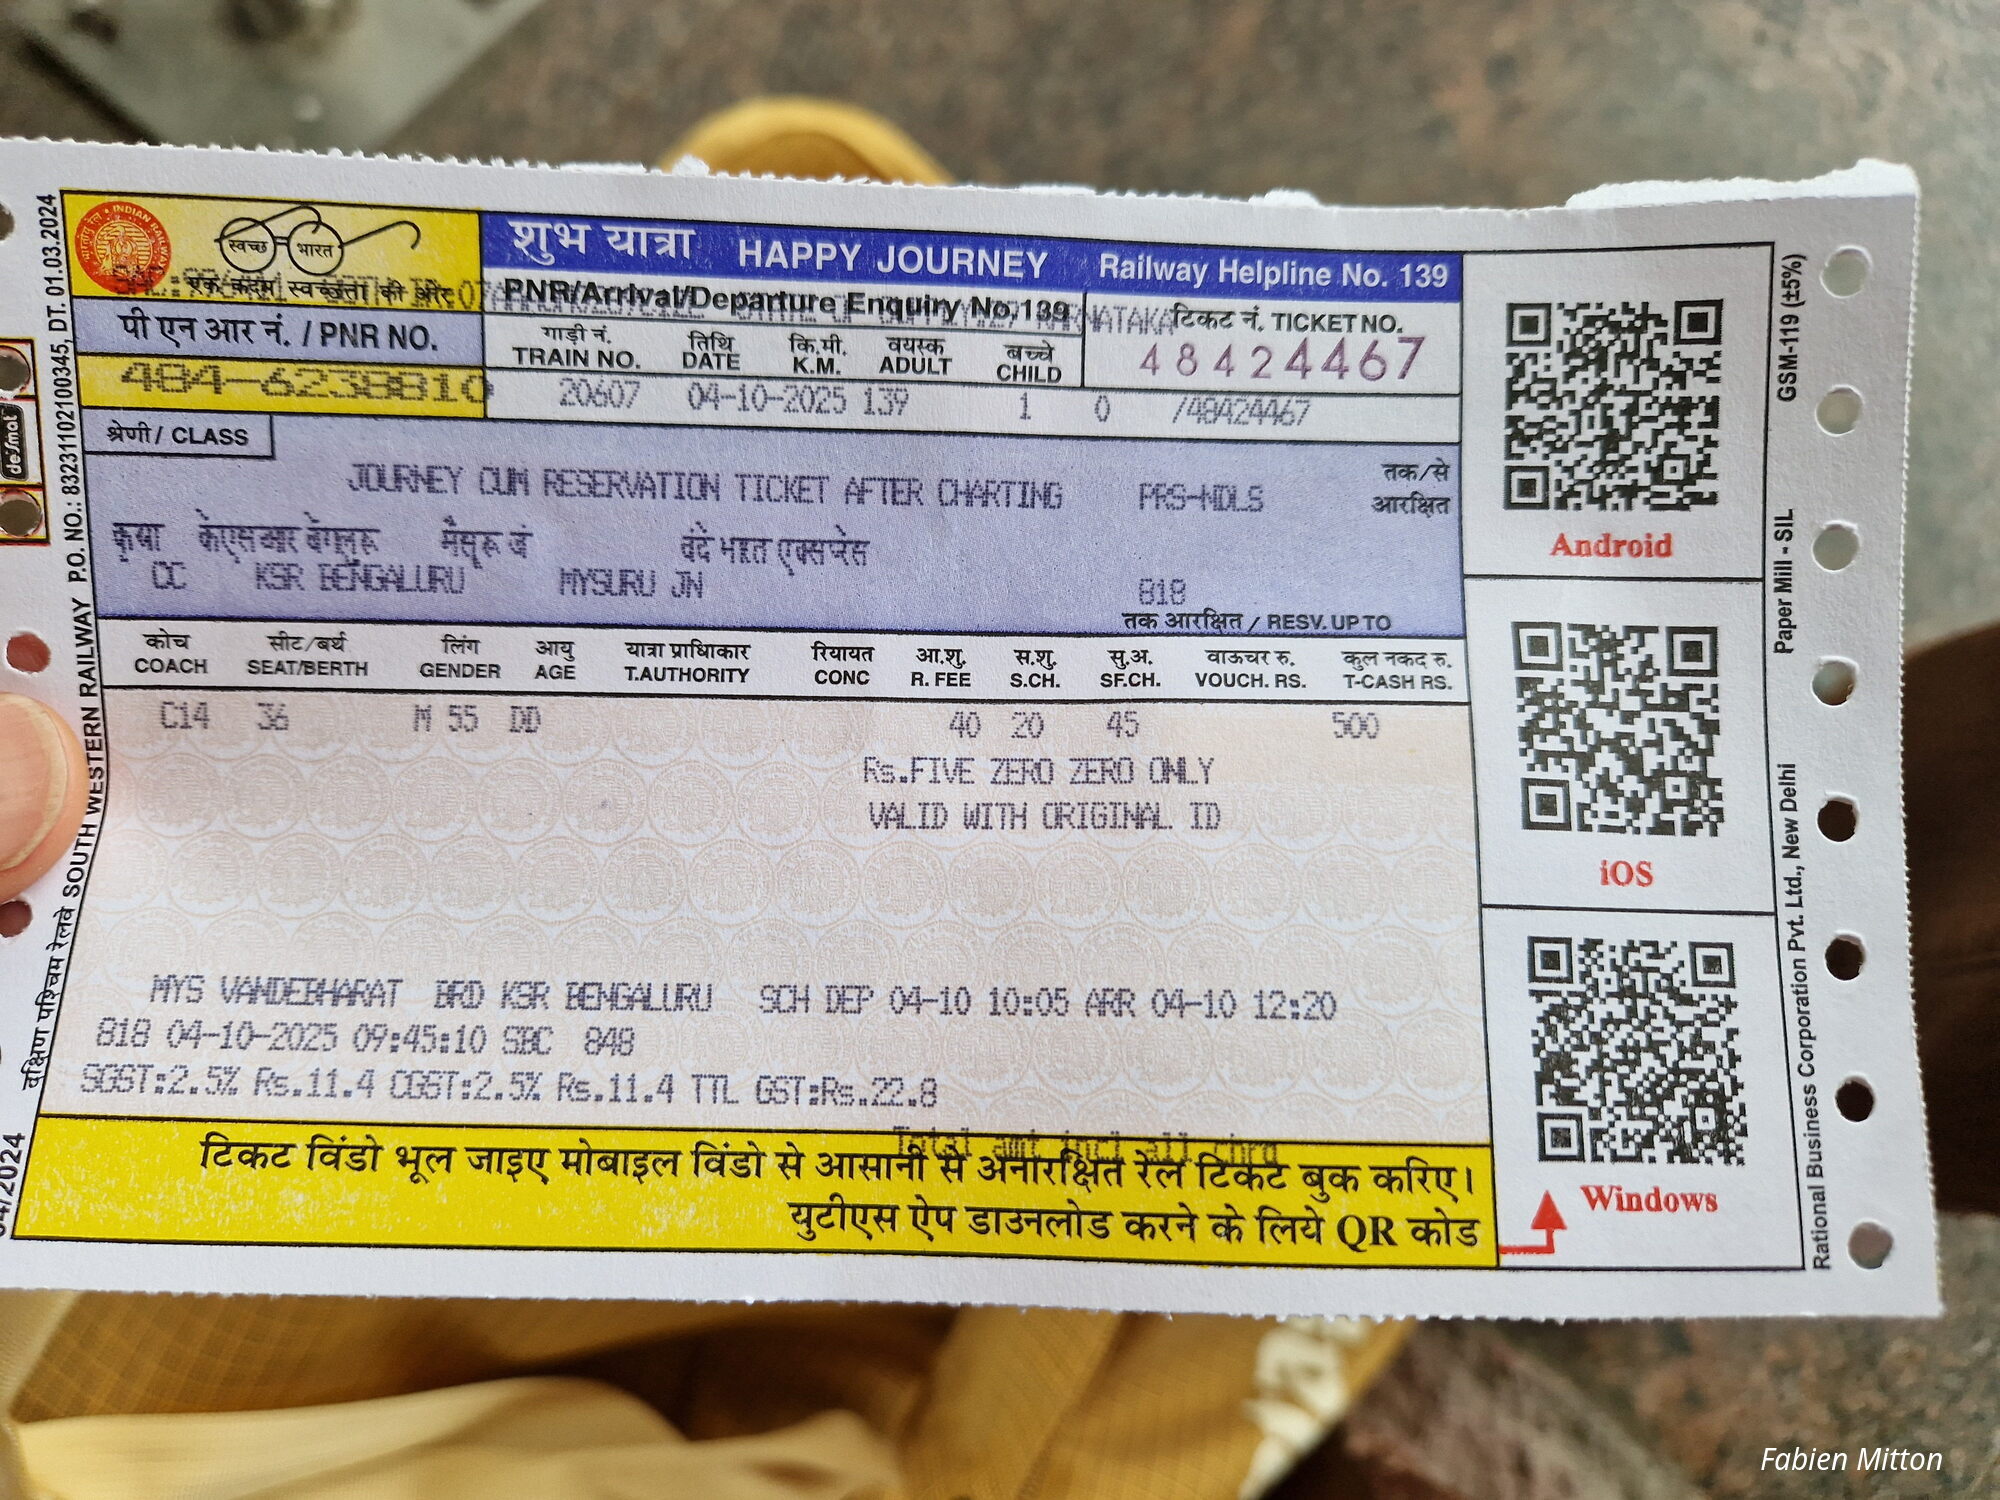 INDIAN RAILWAY
स्वच्छ भारत
एक कदम स्वच्छता की ओर
शुभ यात्रा HAPPY JOURNEY Railway Helpline No. 139
PNR/Arrival/Departure Enquiry No.139
KARNATAKA
पी एन आर नं. / PNR NO.
484-6238810
गाड़ी नं. तिथि कि.मी. वयस्क बच्चे टिकट नं. TICKET NO.
TRAIN NO. DATE K.M. ADULT CHILD 48424467
20607 04-10-2025 139 1 0 /48424467
श्रेणी / CLASS
JOURNEY CUM RESERVATION TICKET AFTER CHARTING PRS-NDLS तक/से
आरक्षित
CC KSR BENGALURU MYSURU JN 818
तक आरक्षित / RESV. UP TO
कोच सीट/बर्थ लिंग आयु यात्रा प्राधिकार रियायत आ.शु. स.शु. सु.अ. वाऊचर रु. कुल नकद रु.
COACH SEAT/BERTH GENDER AGE T.AUTHORITY CONC R. FEE S.CH. SF.CH. VOUCH. RS. T-CASH RS.
C14 36 M 55 DD 40 20 45 500
Rs.FIVE ZERO ZERO ONLY
VALID WITH ORIGINAL ID
MYS VANDEBHARAT BRD KSR BENGALURU SCH DEP 04-10 10:05 ARR 04-10 12:20
818 04-10-2025 09:45:10 SBC 848
SGST:2.5% Rs.11.4 CGST:2.5% Rs.11.4 TTL GST:Rs.22.8
Total amt incl all chrg
टिकट विंडो भूल जाइए मोबाइल विंडो से आसानी से अनारक्षित रेल टिकट बुक करिए।
युटीएस ऐप डाउनलोड करने के लिये QR कोड
Android
iOS
Windows
दक्षिण पश्चिम रेलवे SOUTH WESTERN RAILWAY P.O. NO.: 83231102100345, DT. 01.03.2024
Rational Business Corporation Pvt. Ltd., New Delhi Paper Mill - SIL GSM-119 (±5%)
Fabien Mitton